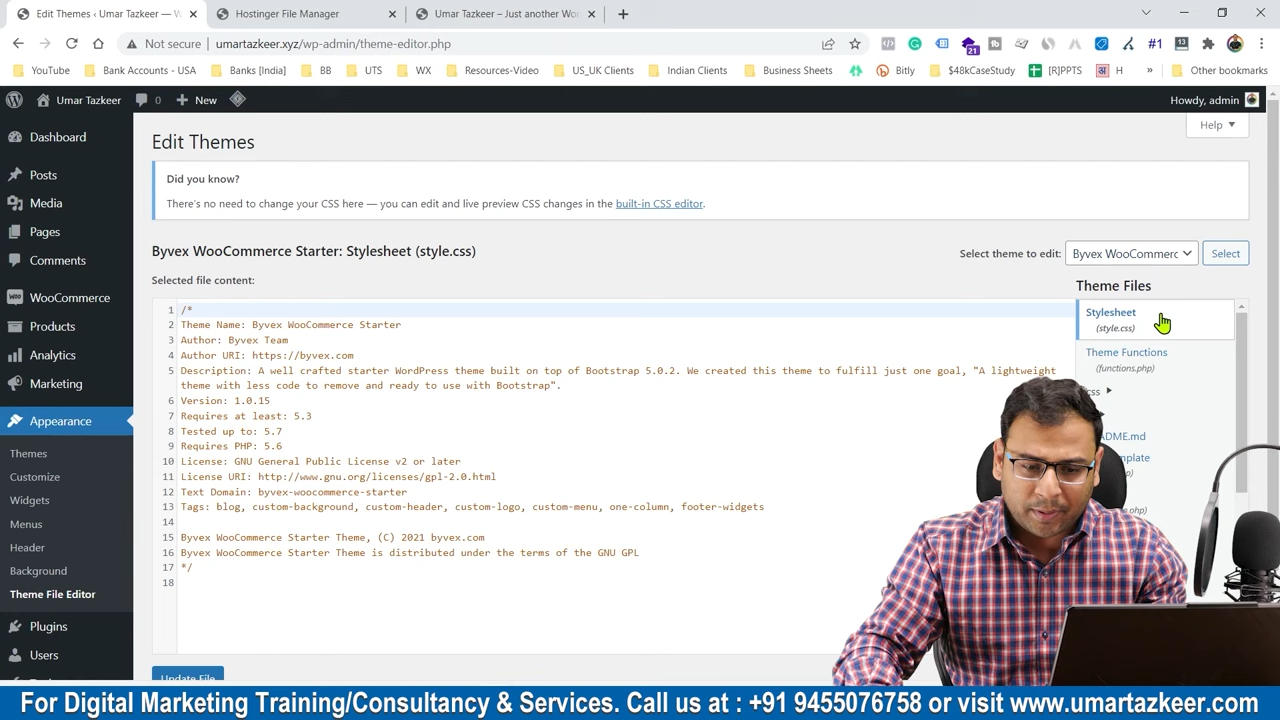 Edit Themes ‹ Umar Tazkeer — W
Hostinger File Manager
Umar Tazkeer – Just another Wor
Not secure
umartazkeer.xyz/wp-admin/theme-editor.php
21
#1
13
YouTube
Bank Accounts - USA
Banks [India]
BR
UTS
WX
Resources-Video
US_UK Clients
Indian Clients
Business Sheets
Bitly
$48kCaseStudy
[R]PPTS
H
»
Other bookmarks
Umar Tazkeer
0
New
Howdy, admin
Dashboard
Posts
Media
Pages
Comments
WooCommerce
Products
Analytics
Marketing
Appearance
Themes
Customize
Widgets
Menus
Header
Background
Theme File Editor
Plugins
Users
Help
Edit Themes
Did you know?
There's no need to change your CSS here — you can edit and live preview CSS changes in the built-in CSS editor.
Byvex WooCommerce Starter: Stylesheet (style.css)
Select theme to edit:
Byvex WooCommerc
Select
Selected file content:
1 /*
2 Theme Name: Byvex WooCommerce Starter
3 Author: Byvex Team
4 Author URI: https://byvex.com
5 Description: A well crafted starter WordPress theme built on top of Bootstrap 5.0.2. We created this theme to fulfill just one goal, "A lightweight
theme with less code to remove and ready to use with Bootstrap".
6 Version: 1.0.15
7 Requires at least: 5.3
8 Tested up to: 5.7
9 Requires PHP: 5.6
10 License: GNU General Public License v2 or later
11 License URI: http://www.gnu.org/licenses/gpl-2.0.html
12 Text Domain: byvex-woocommerce-starter
13 Tags: blog, custom-background, custom-header, custom-logo, custom-menu, one-column, footer-widgets
14
15 Byvex WooCommerce Starter Theme, (C) 2021 byvex.com
16 Byvex WooCommerce Starter Theme is distributed under the terms of the GNU GPL
17 */
18
Theme Files
Stylesheet
(style.css)
Theme Functions
(functions.php)
css
DME.md
mplate
Update File
For Digital Marketing Training/Consultancy & Services. Call us at : +91 9455076758 or visit www.umartazkeer.com